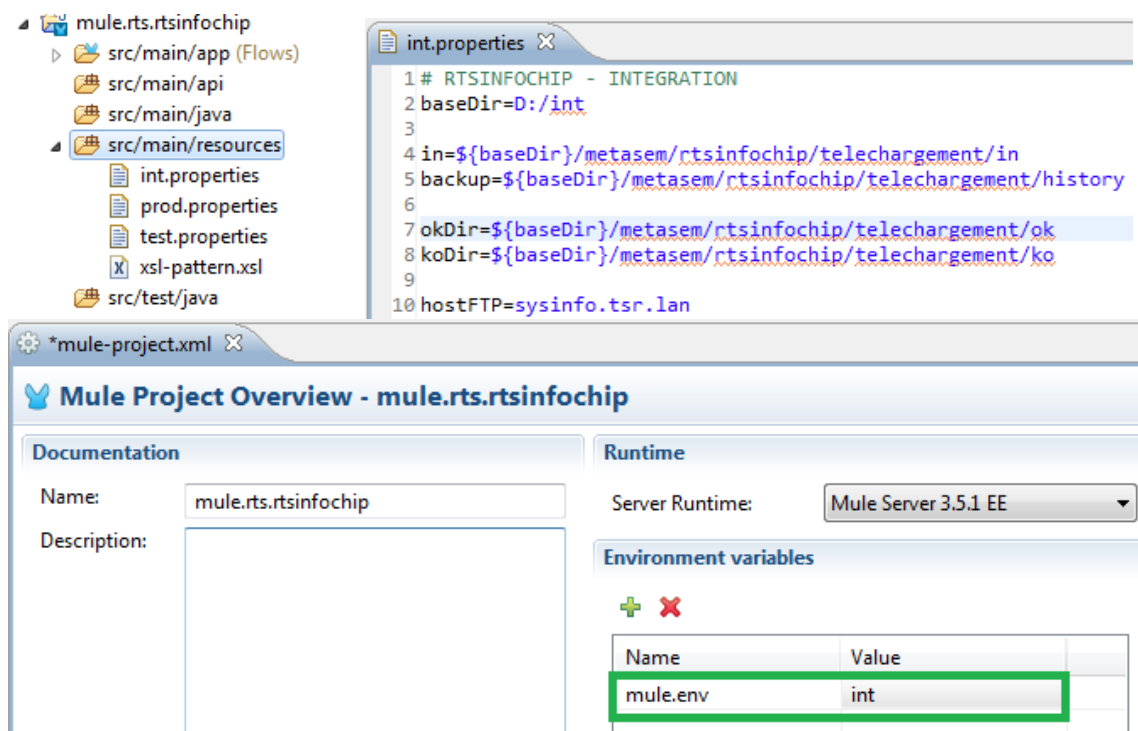 mule.rts.rtsinfochip
src/main/app (Flows)
src/main/api
src/main/java
src/main/resources
int.properties
prod.properties
test.properties
xsl-pattern.xsl
src/test/java
int.properties
1 # RTSINFOCHIP - INTEGRATION
2 baseDir=D:/int
3
4 in=${baseDir}/metasem/rtsinfochip/telechargement/in
5 backup=${baseDir}/metasem/rtsinfochip/telechargement/history
6
7 okDir=${baseDir}/metasem/rtsinfochip/telechargement/ok
8 koDir=${baseDir}/metasem/rtsinfochip/telechargement/ko
9
10 hostFTP=sysinfo.tsr.lan
*mule-project.xml
Mule Project Overview - mule.rts.rtsinfochip
Documentation
Name: mule.rts.rtsinfochip
Description:
Runtime
Server Runtime: Mule Server 3.5.1 EE
Environment variables
Name Value
mule.env int